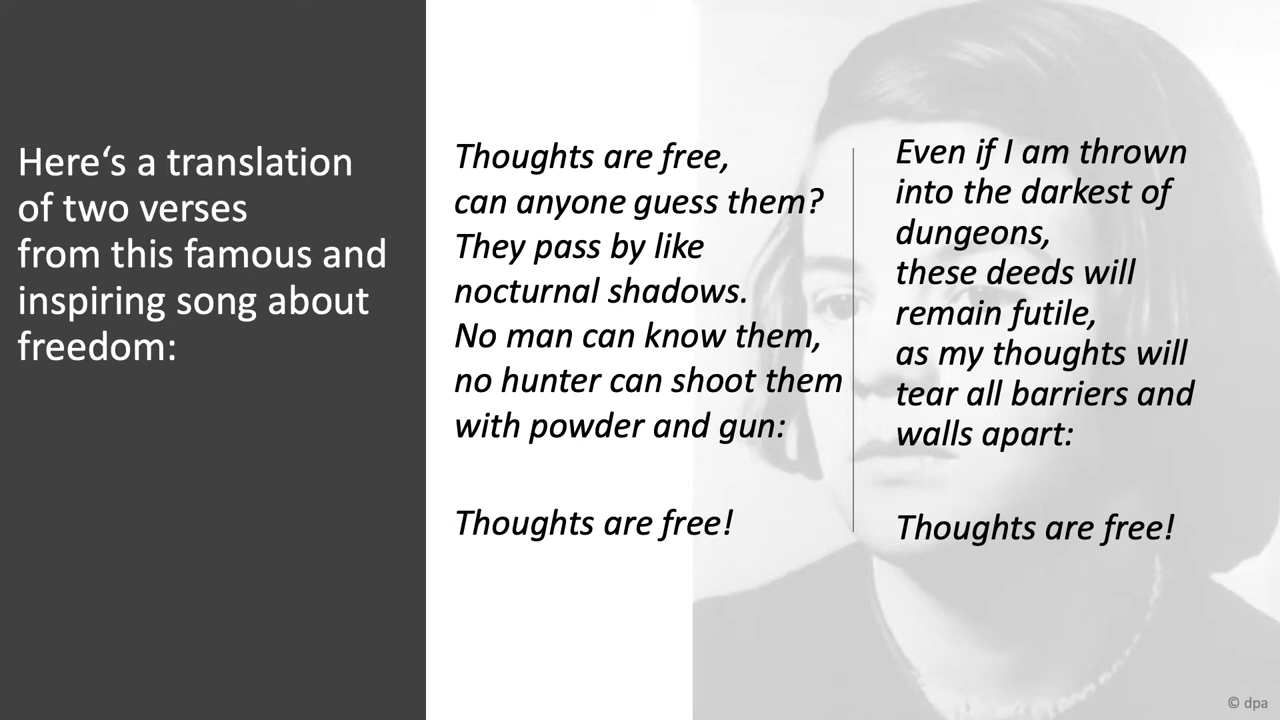 Here‘s a translation
of two verses
from this famous and
inspiring song about
freedom:
Thoughts are free,
can anyone guess them?
They pass by like
nocturnal shadows.
No man can know them,
no hunter can shoot them
with powder and gun:
Thoughts are free!
Even if I am thrown
into the darkest of
dungeons,
these deeds will
remain futile,
as my thoughts will
tear all barriers and
walls apart:
Thoughts are free!
© dpa